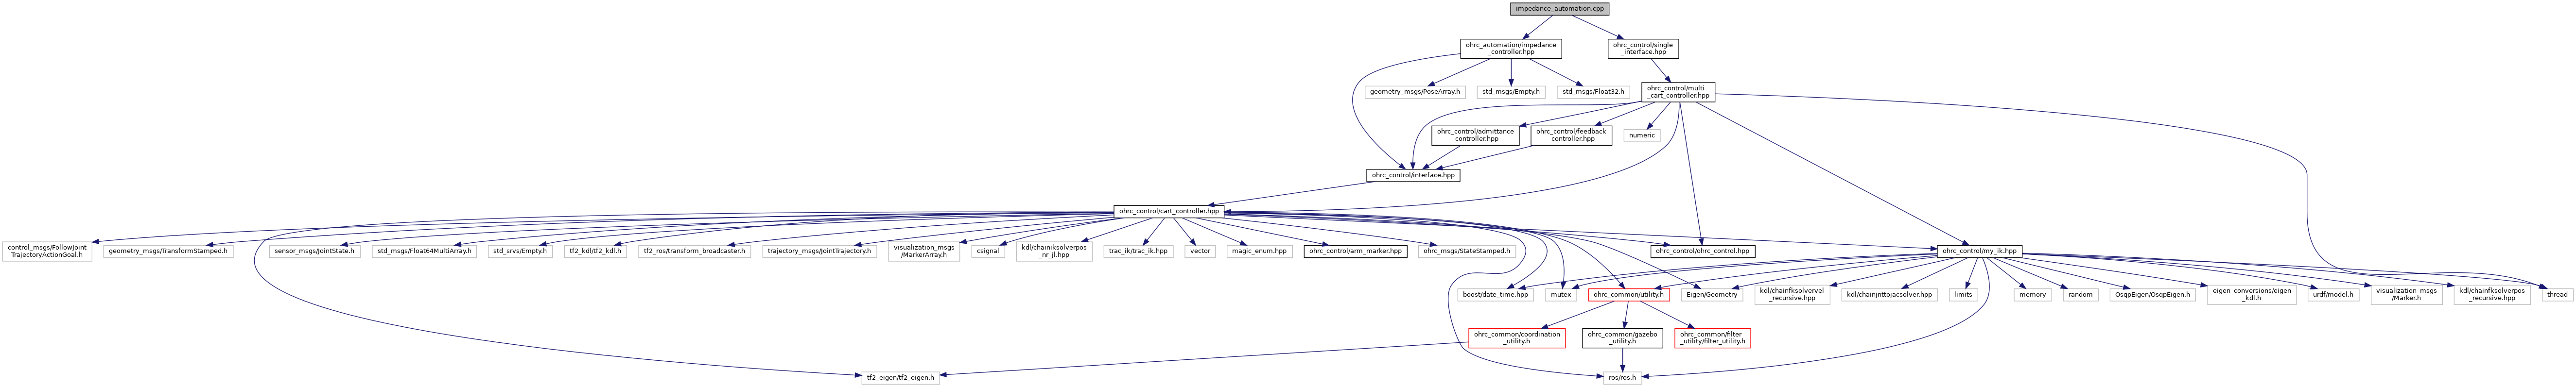 impedance_automation.cpp
ohrc_automation/impedance
_controller.hpp
ohrc_control/single
_interface.hpp
geometry_msgs/PoseArray.h
std_msgs/Empty.h
std_msgs/Float32.h
ohrc_control/multi
_cart_controller.hpp
ohrc_control/admittance
_controller.hpp
ohrc_control/feedback
_controller.hpp
numeric
ohrc_control/interface.hpp
ohrc_control/cart_controller.hpp
control_msgs/FollowJoint
TrajectoryActionGoal.h
geometry_msgs/TransformStamped.h
sensor_msgs/JointState.h
std_msgs/Float64MultiArray.h
std_srvs/Empty.h
tf2_kdl/tf2_kdl.h
tf2_ros/transform_broadcaster.h
trajectory_msgs/JointTrajectory.h
visualization_msgs
/MarkerArray.h
csignal
kdl/chainiksolverpos
_nr_jl.hpp
trac_ik/trac_ik.hpp
vector
magic_enum.hpp
ohrc_control/arm_marker.hpp
ohrc_msgs/StateStamped.h
ohrc_control/ohrc_control.hpp
ohrc_control/my_ik.hpp
boost/date_time.hpp
mutex
ohrc_common/utility.h
Eigen/Geometry
kdl/chainfksolvervel
_recursive.hpp
kdl/chainjnttojacsolver.hpp
limits
memory
random
OsqpEigen/OsqpEigen.h
eigen_conversions/eigen
_kdl.h
urdf/model.h
visualization_msgs
/Marker.h
kdl/chainfksolverpos
_recursive.hpp
thread
ohrc_common/coordination
_utility.h
ohrc_common/gazebo
_utility.h
ohrc_common/filter
_utility/filter_utility.h
tf2_eigen/tf2_eigen.h
ros/ros.h